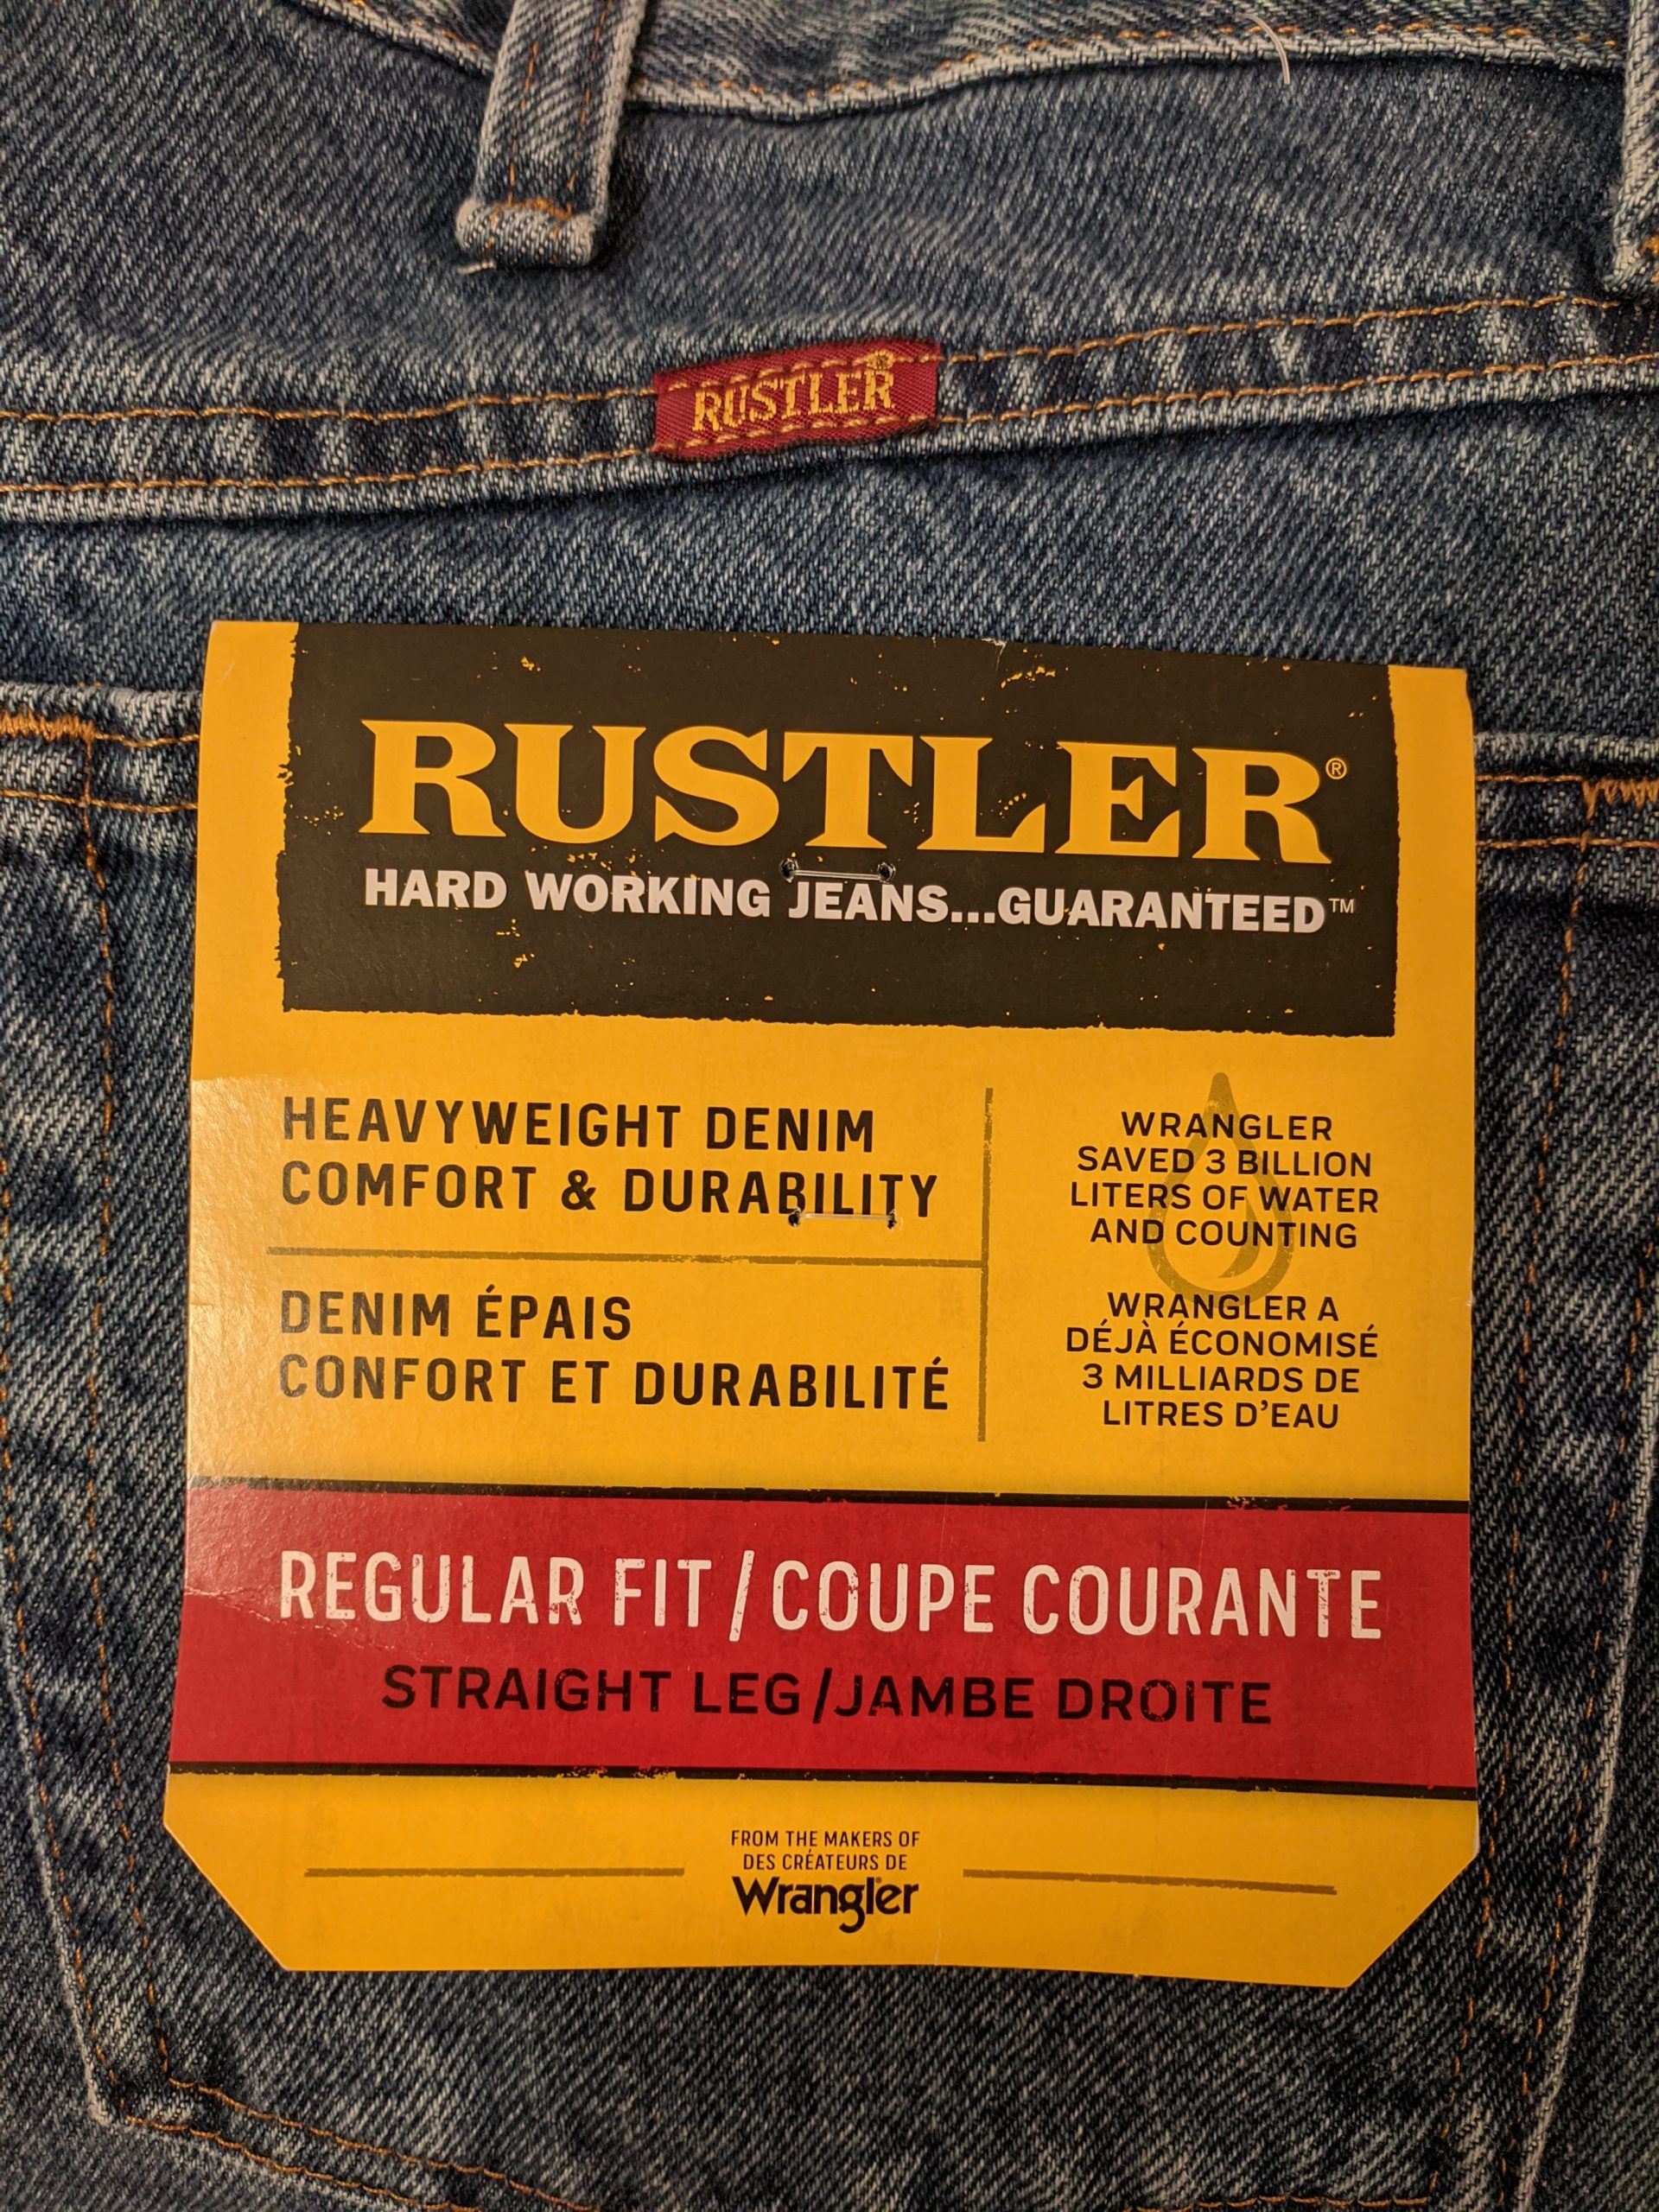 RUSTLER
RUSTLER®
HARD WORKING JEANS...GUARANTEED™
HEAVYWEIGHT DENIM
COMFORT & DURABILITY
DENIM ÉPAIS
CONFORT ET DURABILITÉ
WRANGLER
SAVED 3 BILLION
LITERS OF WATER
AND COUNTING
WRANGLER A
DÉJÀ ÉCONOMISÉ
3 MILLIARDS DE
LITRES D'EAU
REGULAR FIT/COUPE COURANTE
STRAIGHT LEG/JAMBE DROITE
FROM THE MAKERS OF
DES CRÉATEURS DE
Wrangler